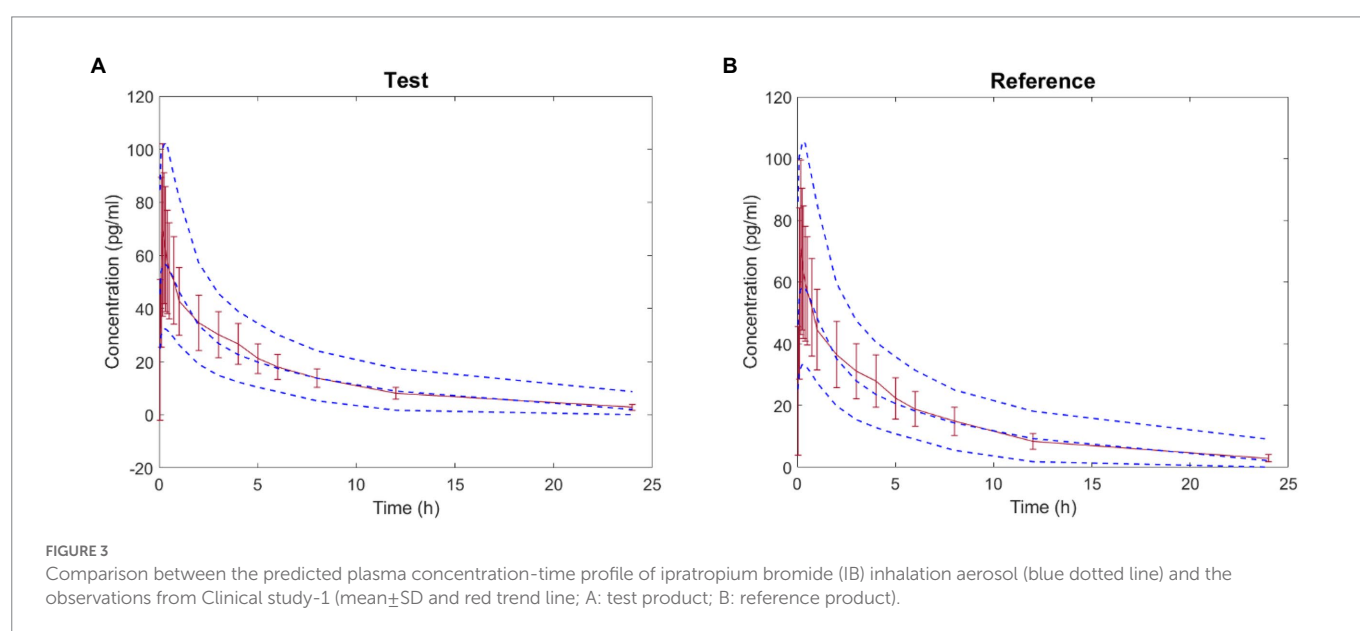 A
Test
120
100
80
60
40
20
0
-20
Concentration (pg/ml)
0 5 10 15 20 25
Time (h)
B
Reference
120
100
80
60
40
20
0
Concentration (pg/ml)
0 5 10 15 20 25
Time (h)
FIGURE 3
Comparison between the predicted plasma concentration-time profile of ipratropium bromide (IB) inhalation aerosol (blue dotted line) and the
observations from Clinical study-1 (mean±SD and red trend line; A: test product; B: reference product).